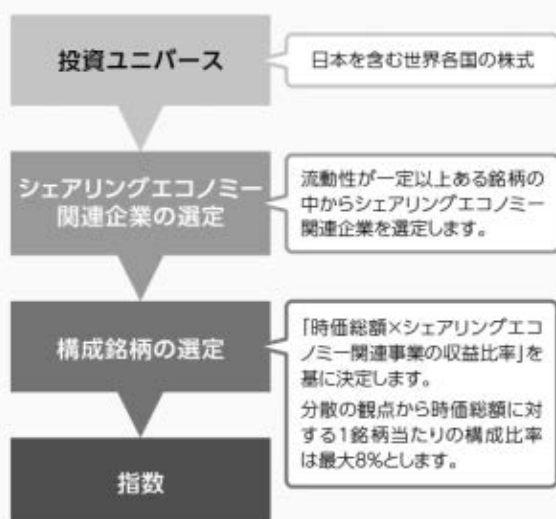 投資ユニバース
日本を含む世界各国の株式
シェアリングエコノミー
関連企業の選定
流動性が一定以上ある銘柄の
中からシェアリングエコノミー
関連企業を選定します。
構成銘柄の選定
「時価総額×シェアリングエコ
ノミー関連事業の収益比率」を
基に決定します。
分散の観点から時価総額に対
する1銘柄当たりの構成比率
は最大8%とします。
指数